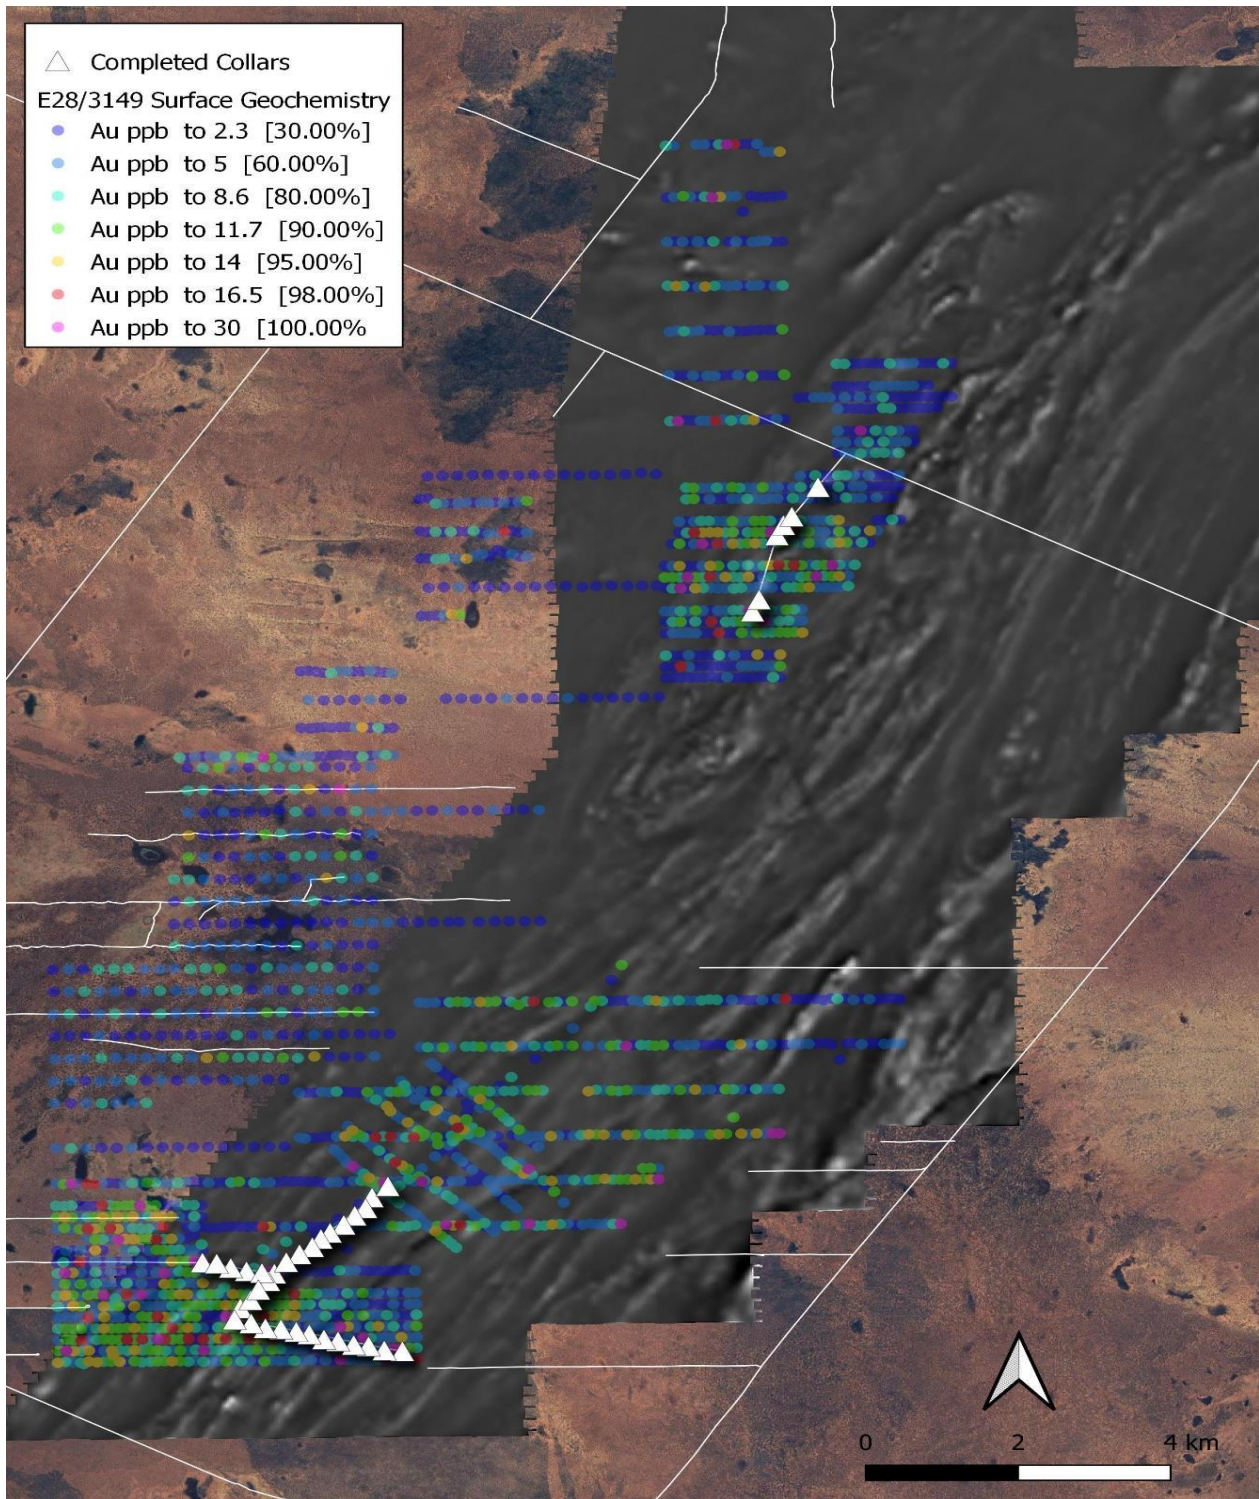 Completed Collars
E28/3149 Surface Geochemistry
Au ppb to 2.3 [30.00%]
Au ppb to 5 [60.00%]
Au ppb to 8.6 [80.00%]
Au ppb to 11.7 [90.00%]
Au ppb to 14 [95.00%]
Au ppb to 16.5 [98.00%]
Au ppb to 30 [100.00%
0 2 4 km